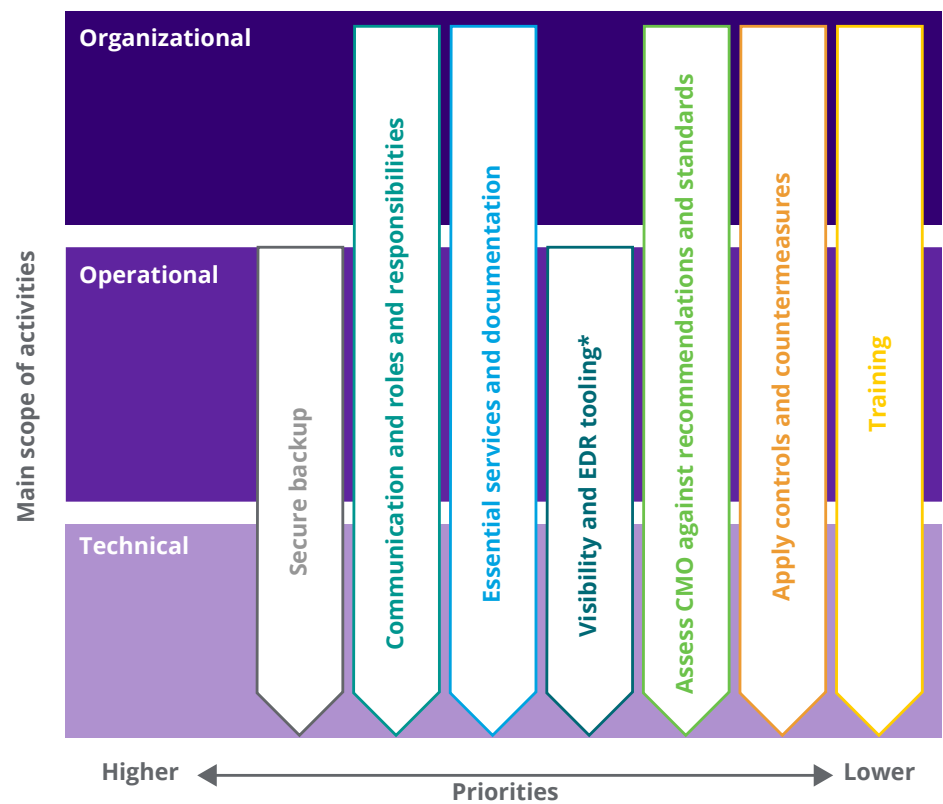 Organizational
Operational
Technical
Main scope of activities
Secure backup
Communication and roles and responsibilities
Essential services and documentation
Visibility and EDR tooling*
Assess CMO against recommendations and standards
Apply controls and countermeasures
Training
Higher
Priorities
Lower